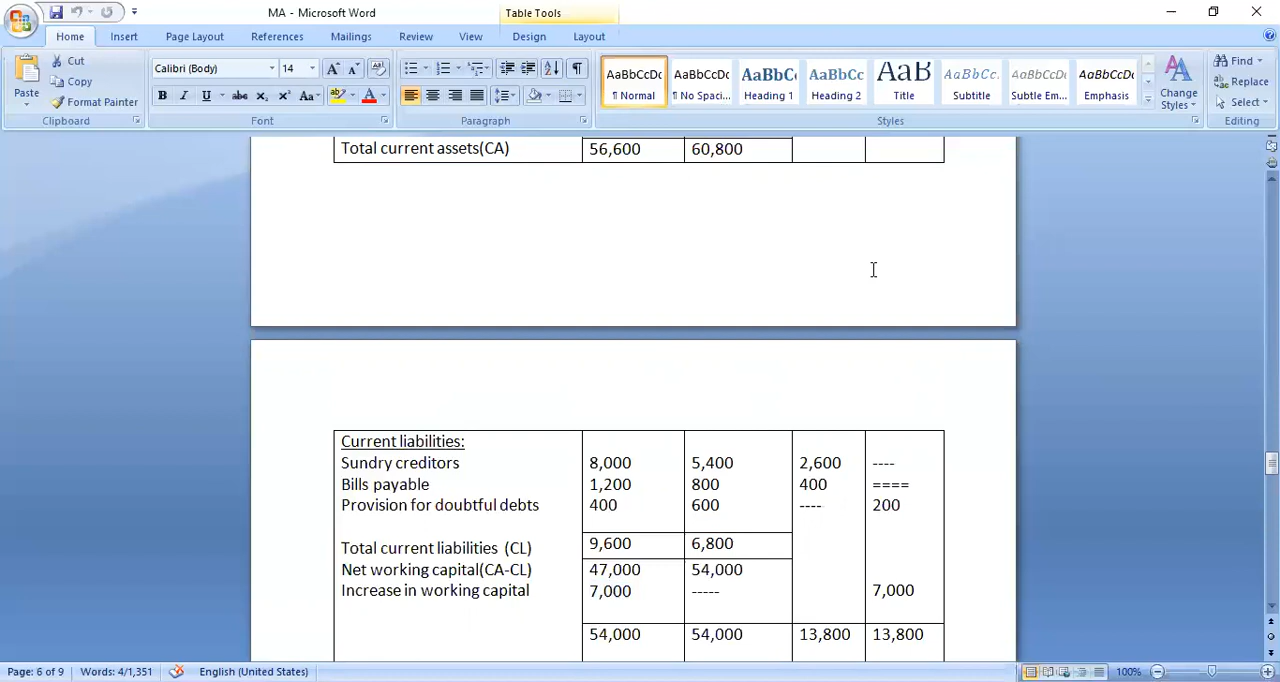 MA - Microsoft Word
Table Tools
Home Insert Page Layout References Mailings Review View Design Layout
Paste
Cut
Copy
Format Painter
Clipboard
Calibri (Body) 14
B I U abc X₂ X² Aa
Font
Paragraph
AaBbCcDc AaBbCcDc AaBbC AaBbCc AaB AaBbCc. AaBbCcDc AaBbCcDc
¶ Normal ¶ No Spaci... Heading 1 Heading 2 Title Subtitle Subtle Em... Emphasis
Change Styles
Styles
Find
Replace
Select
Editing
Total current assets(CA) 56,600 60,800
Current liabilities:
Sundry creditors 8,000 5,400 2,600 ----
Bills payable 1,200 800 400 ====
Provision for doubtful debts 400 600 ---- 200
Total current liabilities (CL) 9,600 6,800
Net working capital(CA-CL) 47,000 54,000
Increase in working capital 7,000 ----- 7,000
54,000 54,000 13,800 13,800
Page: 6 of 9 Words: 4/1,351 English (United States) 100%